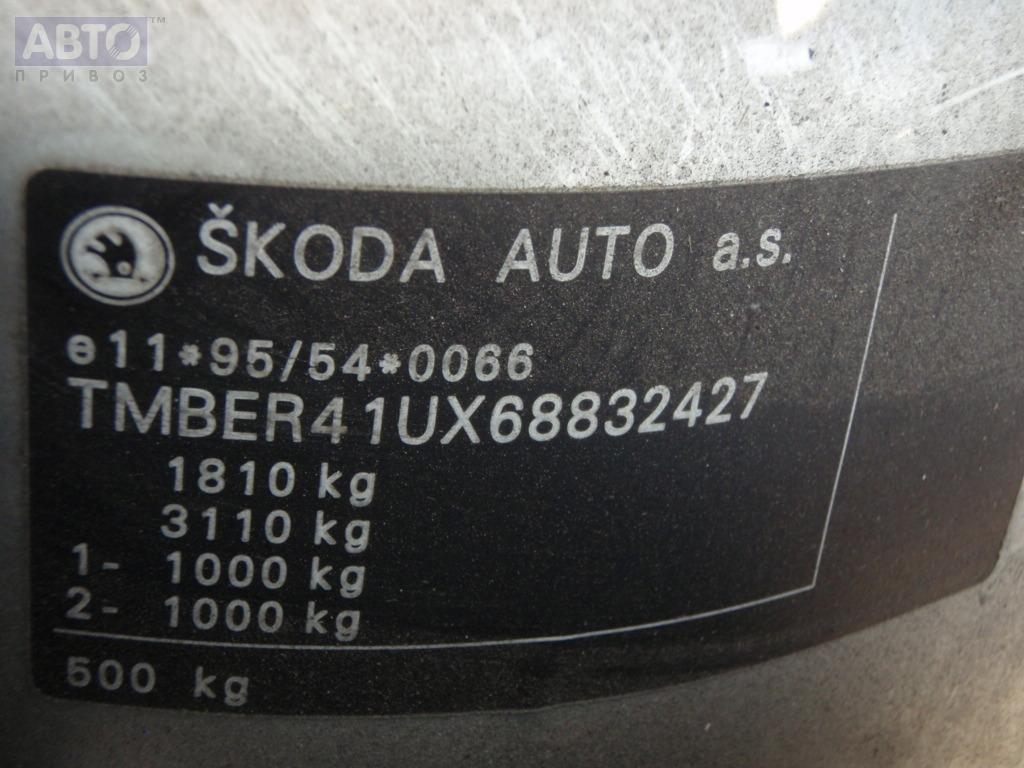 АВТО™
ПРИВОЗ
ŠKODA AUTO a.s.
e11*95/54*0066
TMBER41UX68832427
1810 kg
3110 kg
1- 1000 kg
2- 1000 kg
500 kg